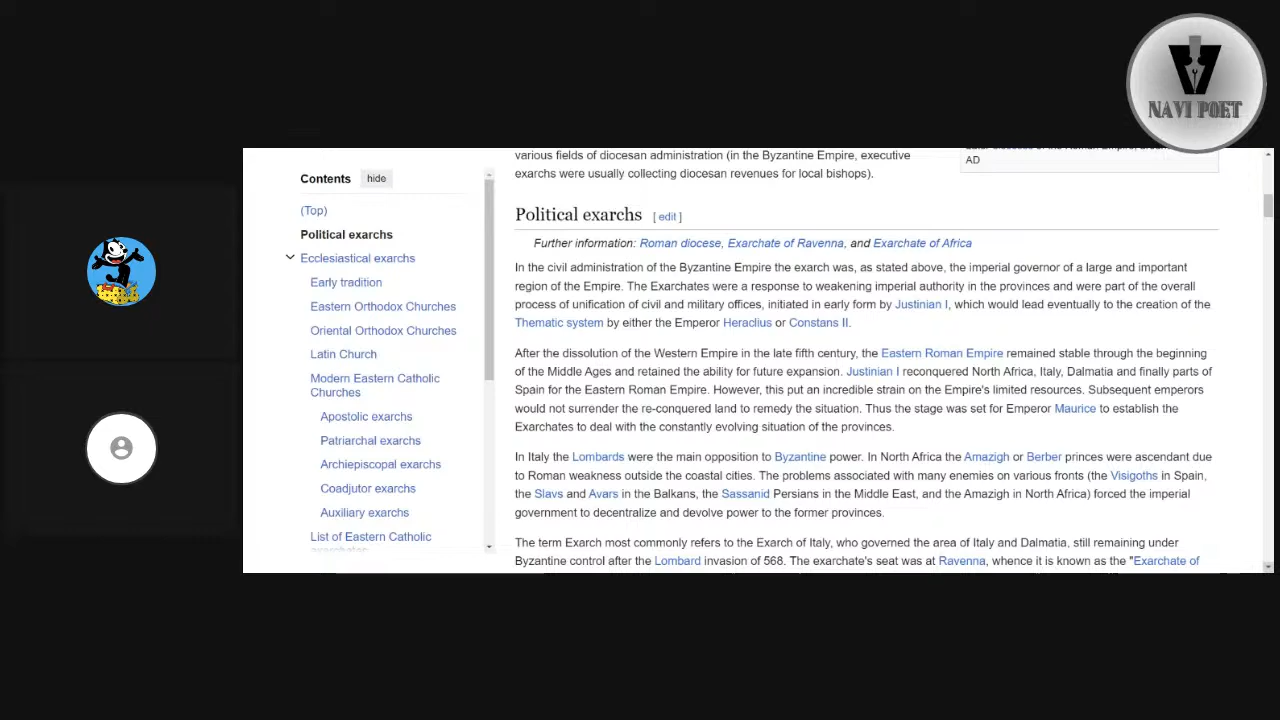 NAVI POET
AD
various fields of diocesan administration (in the Byzantine Empire, executive
exarchs were usually collecting diocesan revenues for local bishops).
Contents hide
(Top)
Political exarchs
Ecclesiastical exarchs
Early tradition
Eastern Orthodox Churches
Oriental Orthodox Churches
Latin Church
Modern Eastern Catholic
Churches
Apostolic exarchs
Patriarchal exarchs
Archiepiscopal exarchs
Coadjutor exarchs
Auxiliary exarchs
List of Eastern Catholic
exarchates
Political exarchs [ edit ]
Further information: Roman diocese, Exarchate of Ravenna, and Exarchate of Africa
In the civil administration of the Byzantine Empire the exarch was, as stated above, the imperial governor of a large and important
region of the Empire. The Exarchates were a response to weakening imperial authority in the provinces and were part of the overall
process of unification of civil and military offices, initiated in early form by Justinian I, which would lead eventually to the creation of the
Thematic system by either the Emperor Heraclius or Constans II.
After the dissolution of the Western Empire in the late fifth century, the Eastern Roman Empire remained stable through the beginning
of the Middle Ages and retained the ability for future expansion. Justinian I reconquered North Africa, Italy, Dalmatia and finally parts of
Spain for the Eastern Roman Empire. However, this put an incredible strain on the Empire's limited resources. Subsequent emperors
would not surrender the re-conquered land to remedy the situation. Thus the stage was set for Emperor Maurice to establish the
Exarchates to deal with the constantly evolving situation of the provinces.
In Italy the Lombards were the main opposition to Byzantine power. In North Africa the Amazigh or Berber princes were ascendant due
to Roman weakness outside the coastal cities. The problems associated with many enemies on various fronts (the Visigoths in Spain,
the Slavs and Avars in the Balkans, the Sassanid Persians in the Middle East, and the Amazigh in North Africa) forced the imperial
government to decentralize and devolve power to the former provinces.
The term Exarch most commonly refers to the Exarch of Italy, who governed the area of Italy and Dalmatia, still remaining under
Byzantine control after the Lombard invasion of 568. The exarchate's seat was at Ravenna, whence it is known as the "Exarchate of